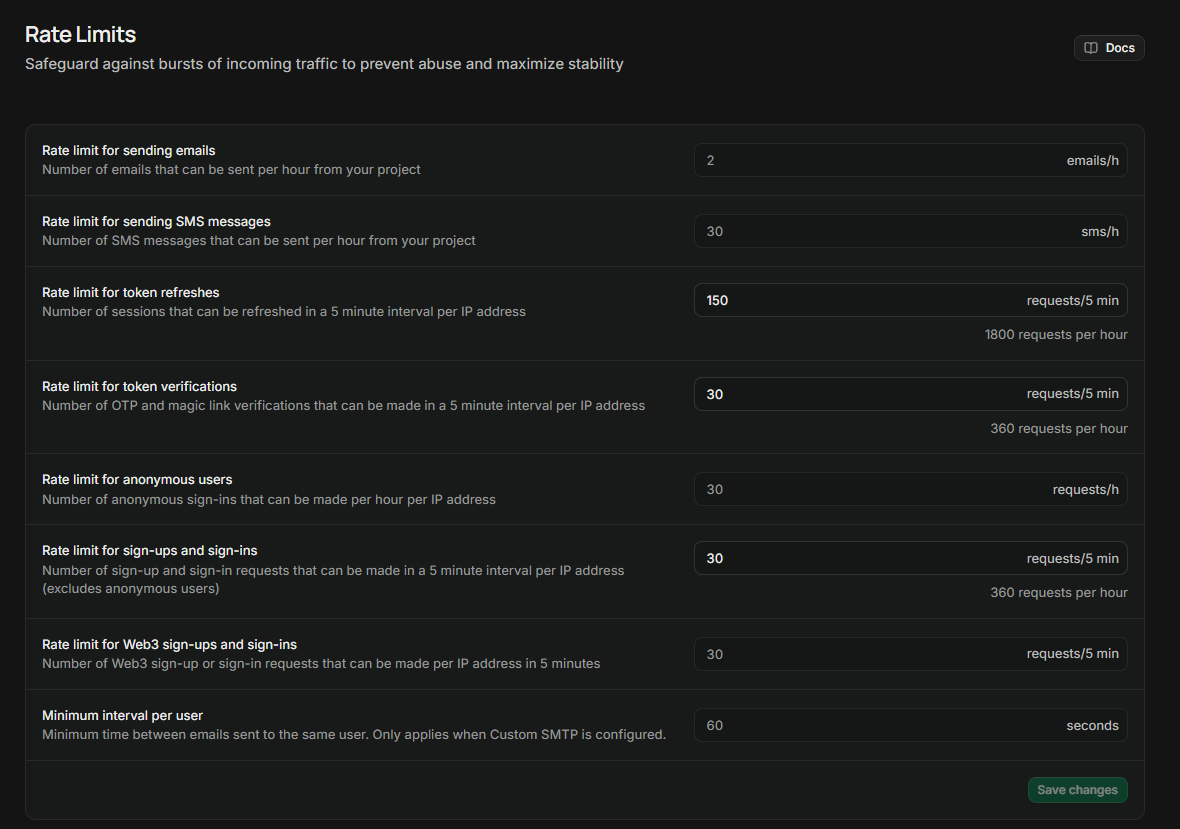 Rate Limits
Safeguard against bursts of incoming traffic to prevent abuse and maximize stability
Docs
Rate limit for sending emails
Number of emails that can be sent per hour from your project
2 emails/h
Rate limit for sending SMS messages
Number of SMS messages that can be sent per hour from your project
30 sms/h
Rate limit for token refreshes
Number of sessions that can be refreshed in a 5 minute interval per IP address
150 requests/5 min
1800 requests per hour
Rate limit for token verifications
Number of OTP and magic link verifications that can be made in a 5 minute interval per IP address
30 requests/5 min
360 requests per hour
Rate limit for anonymous users
Number of anonymous sign-ins that can be made per hour per IP address
30 requests/h
Rate limit for sign-ups and sign-ins
Number of sign-up and sign-in requests that can be made in a 5 minute interval per IP address
(excludes anonymous users)
30 requests/5 min
360 requests per hour
Rate limit for Web3 sign-ups and sign-ins
Number of Web3 sign-up or sign-in requests that can be made per IP address in 5 minutes
30 requests/5 min
Minimum interval per user
Minimum time between emails sent to the same user. Only applies when Custom SMTP is configured.
60 seconds
Save changes